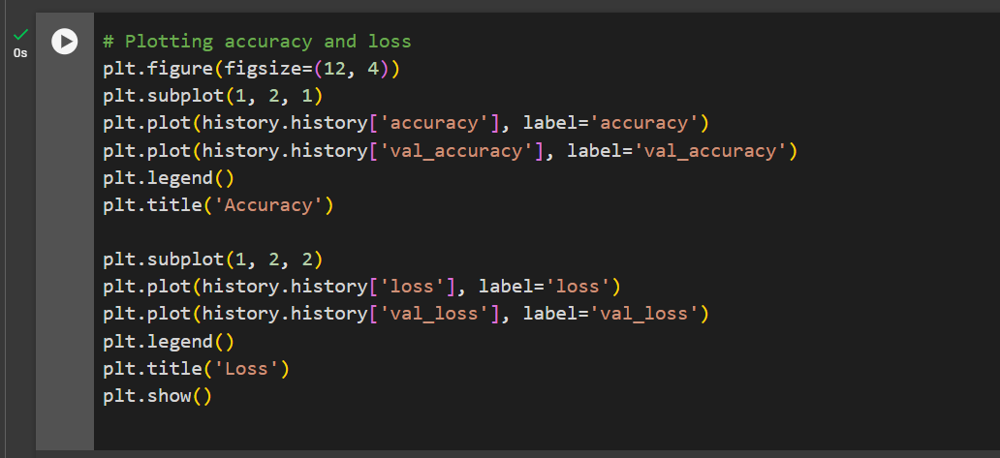 # Plotting accuracy and loss
plt.figure(figsize=(12, 4))
plt.subplot(1, 2, 1)
plt.plot(history.history['accuracy'], label='accuracy')
plt.plot(history.history['val_accuracy'], label='val_accuracy')
plt.legend()
plt.title('Accuracy')

plt.subplot(1, 2, 2)
plt.plot(history.history['loss'], label='loss')
plt.plot(history.history['val_loss'], label='val_loss')
plt.legend()
plt.title('Loss')
plt.show()
0s